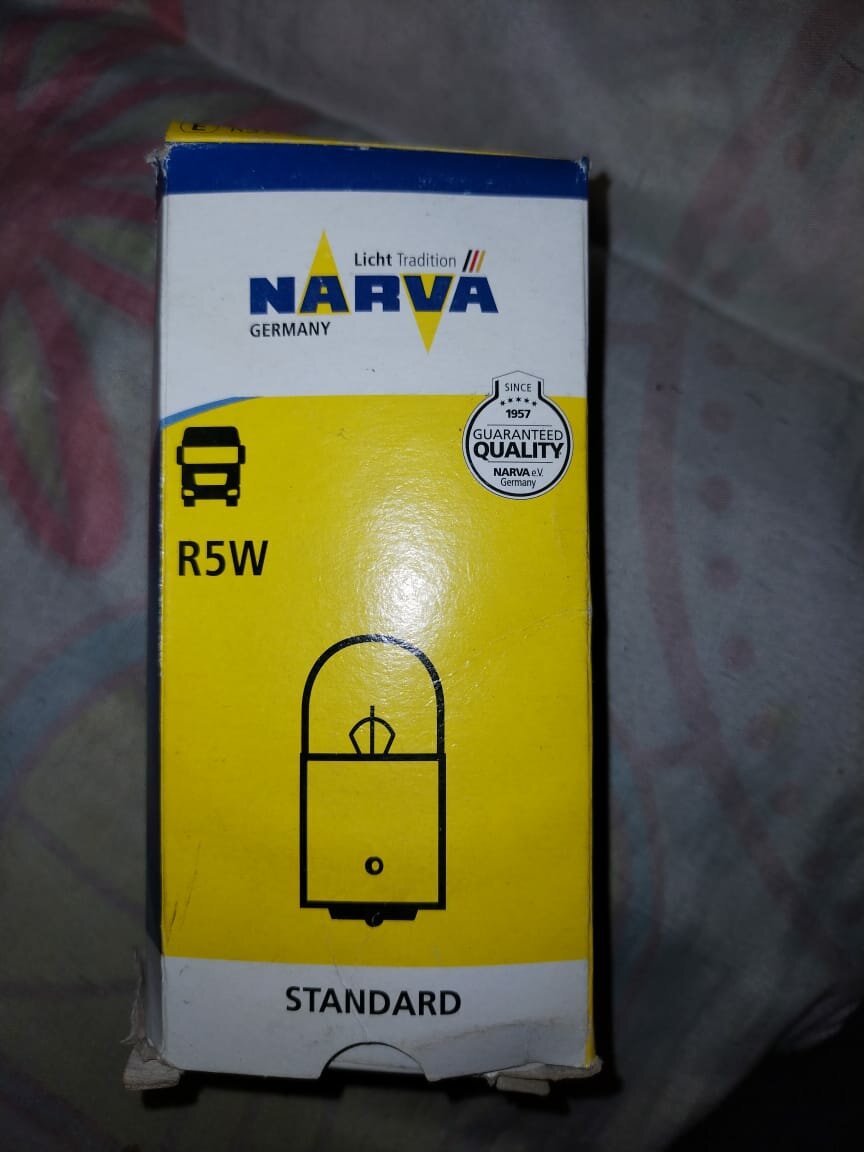 E
Licht Tradition
NARVA
GERMANY
SINCE
1957
GUARANTEED
QUALITY
NARVA e.V.
Germany
R5W
STANDARD